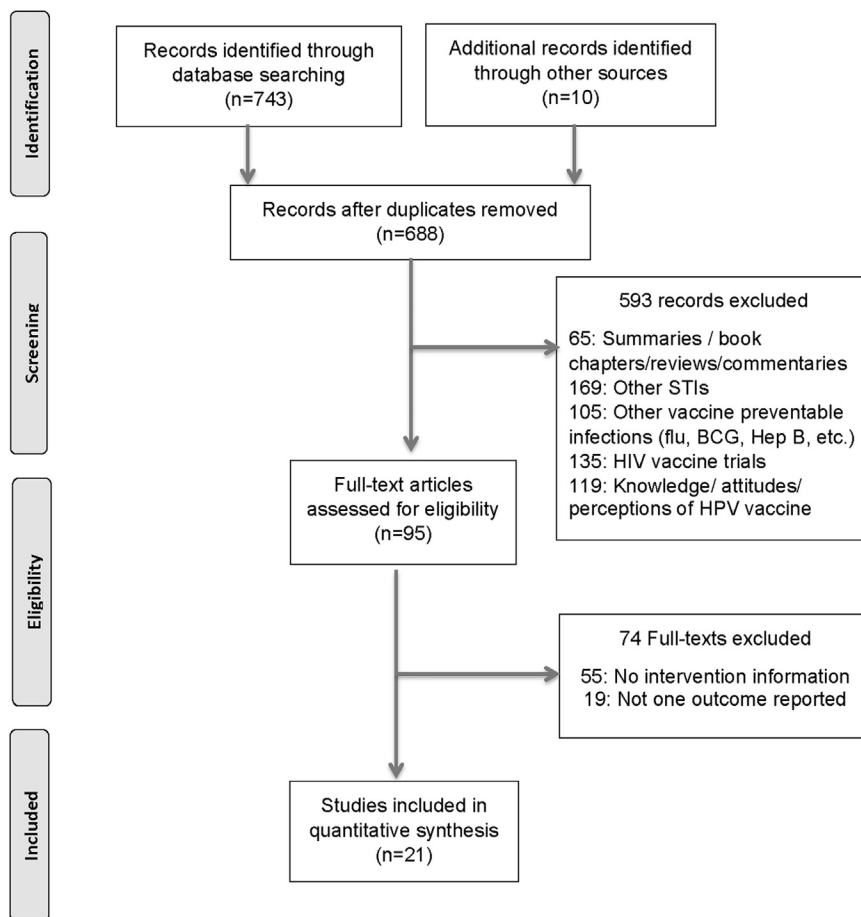 Identification
Records identified through
database searching
(n=743)
Additional records identified
through other sources
(n=10)
Records after duplicates removed
(n=688)
Screening
593 records excluded
65: Summaries / book
chapters/reviews/commentaries
169: Other STIs
105: Other vaccine preventable
infections (flu, BCG, Hep B, etc.)
135: HIV vaccine trials
119: Knowledge/ attitudes/
perceptions of HPV vaccine
Full-text articles
assessed for eligibility
(n=95)
Eligibility
74 Full-texts excluded
55: No intervention information
19: Not one outcome reported
Included
Studies included in
quantitative synthesis
(n=21)